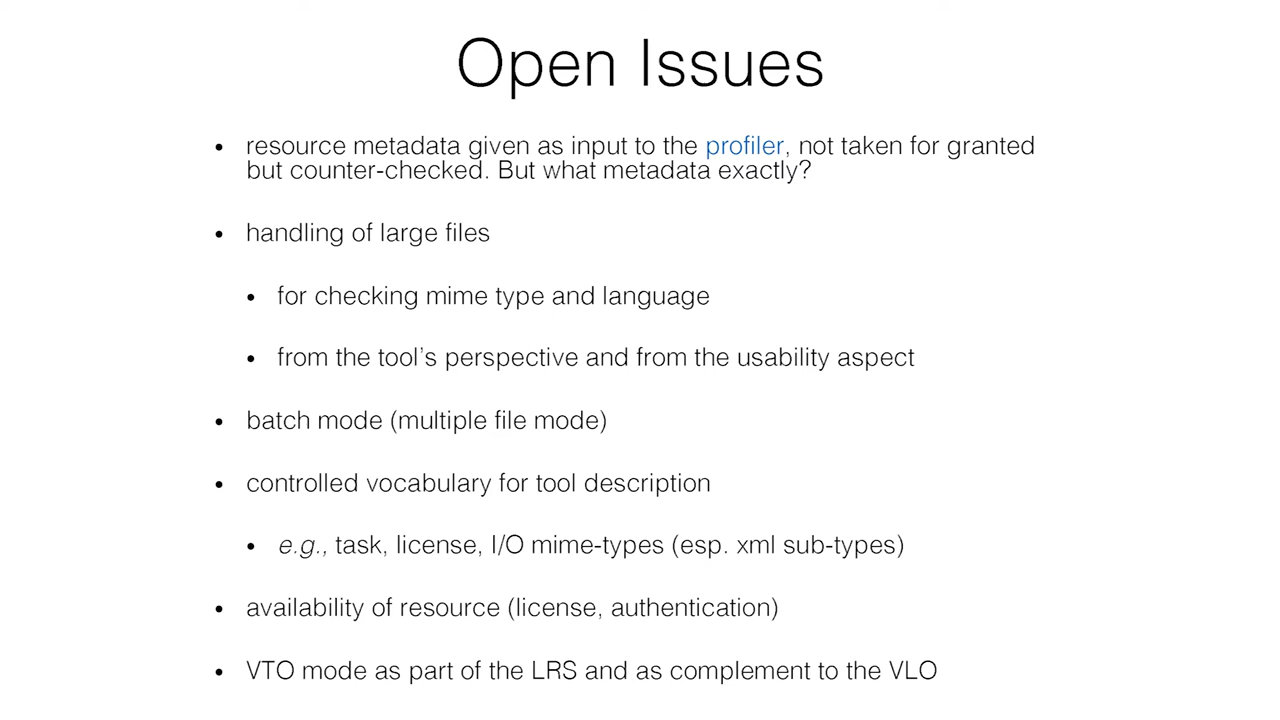 Open Issues
• resource metadata given as input to the profiler, not taken for granted
but counter-checked. But what metadata exactly?
• handling of large files
• for checking mime type and language
• from the tool's perspective and from the usability aspect
• batch mode (multiple file mode)
• controlled vocabulary for tool description
• e.g., task, license, I/O mime-types (esp. xml sub-types)
• availability of resource (license, authentication)
• VTO mode as part of the LRS and as complement to the VLO